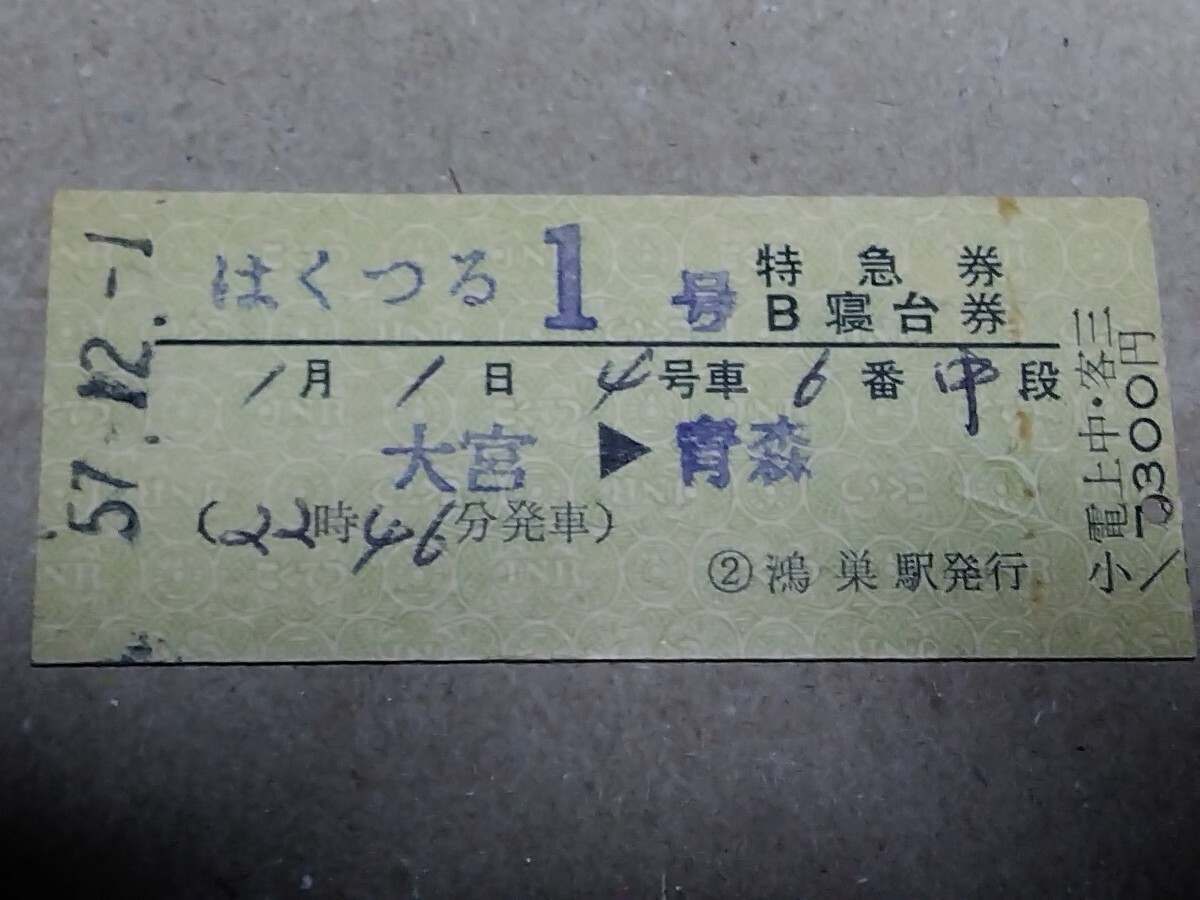 はくつる1号 特急券
B寝台券
1月 1日 4号車 6番 中段
大宮▶青森
(22時46分発車)
②鴻巣駅発行
57.12.-1
小 電上中・客三
300円